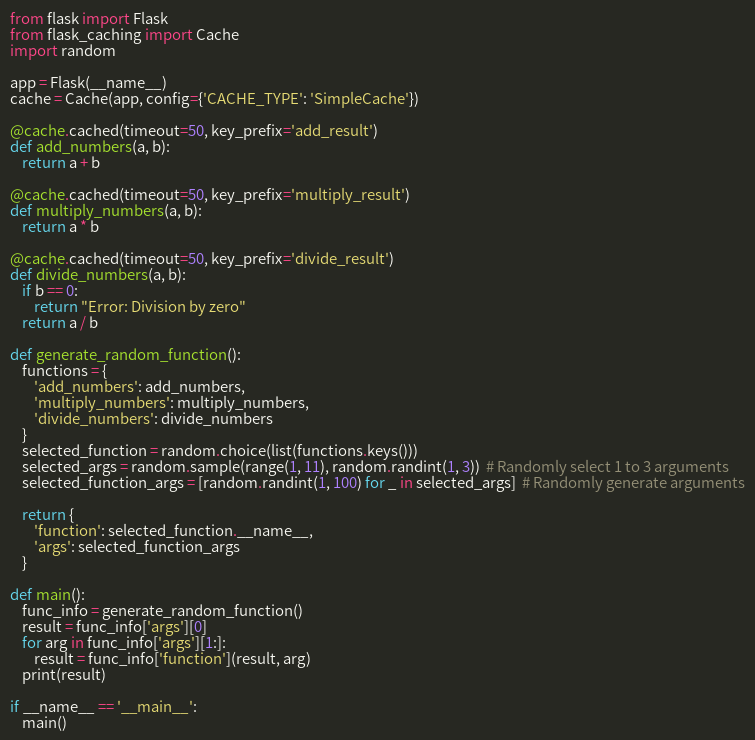 from flask import Flask
from flask_caching import Cache
import random

app = Flask(__name__)
cache = Cache(app, config={'CACHE_TYPE': 'SimpleCache'})

@cache.cached(timeout=50, key_prefix='add_result')
def add_numbers(a, b):
    return a + b

@cache.cached(timeout=50, key_prefix='multiply_result')
def multiply_numbers(a, b):
    return a * b

@cache.cached(timeout=50, key_prefix='divide_result')
def divide_numbers(a, b):
    if b == 0:
        return "Error: Division by zero"
    return a / b

def generate_random_function():
    functions = {
        'add_numbers': add_numbers,
        'multiply_numbers': multiply_numbers,
        'divide_numbers': divide_numbers
    }
    selected_function = random.choice(list(functions.keys()))
    selected_args = random.sample(range(1, 11), random.randint(1, 3))  # Randomly select 1 to 3 arguments
    selected_function_args = [random.randint(1, 100) for _ in selected_args]  # Randomly generate arguments

    return {
        'function': selected_function.__name__,
        'args': selected_function_args
    }

def main():
    func_info = generate_random_function()
    result = func_info['args'][0]
    for arg in func_info['args'][1:]:
        result = func_info['function'](result, arg)
    print(result)

if __name__ == '__main__':
    main()